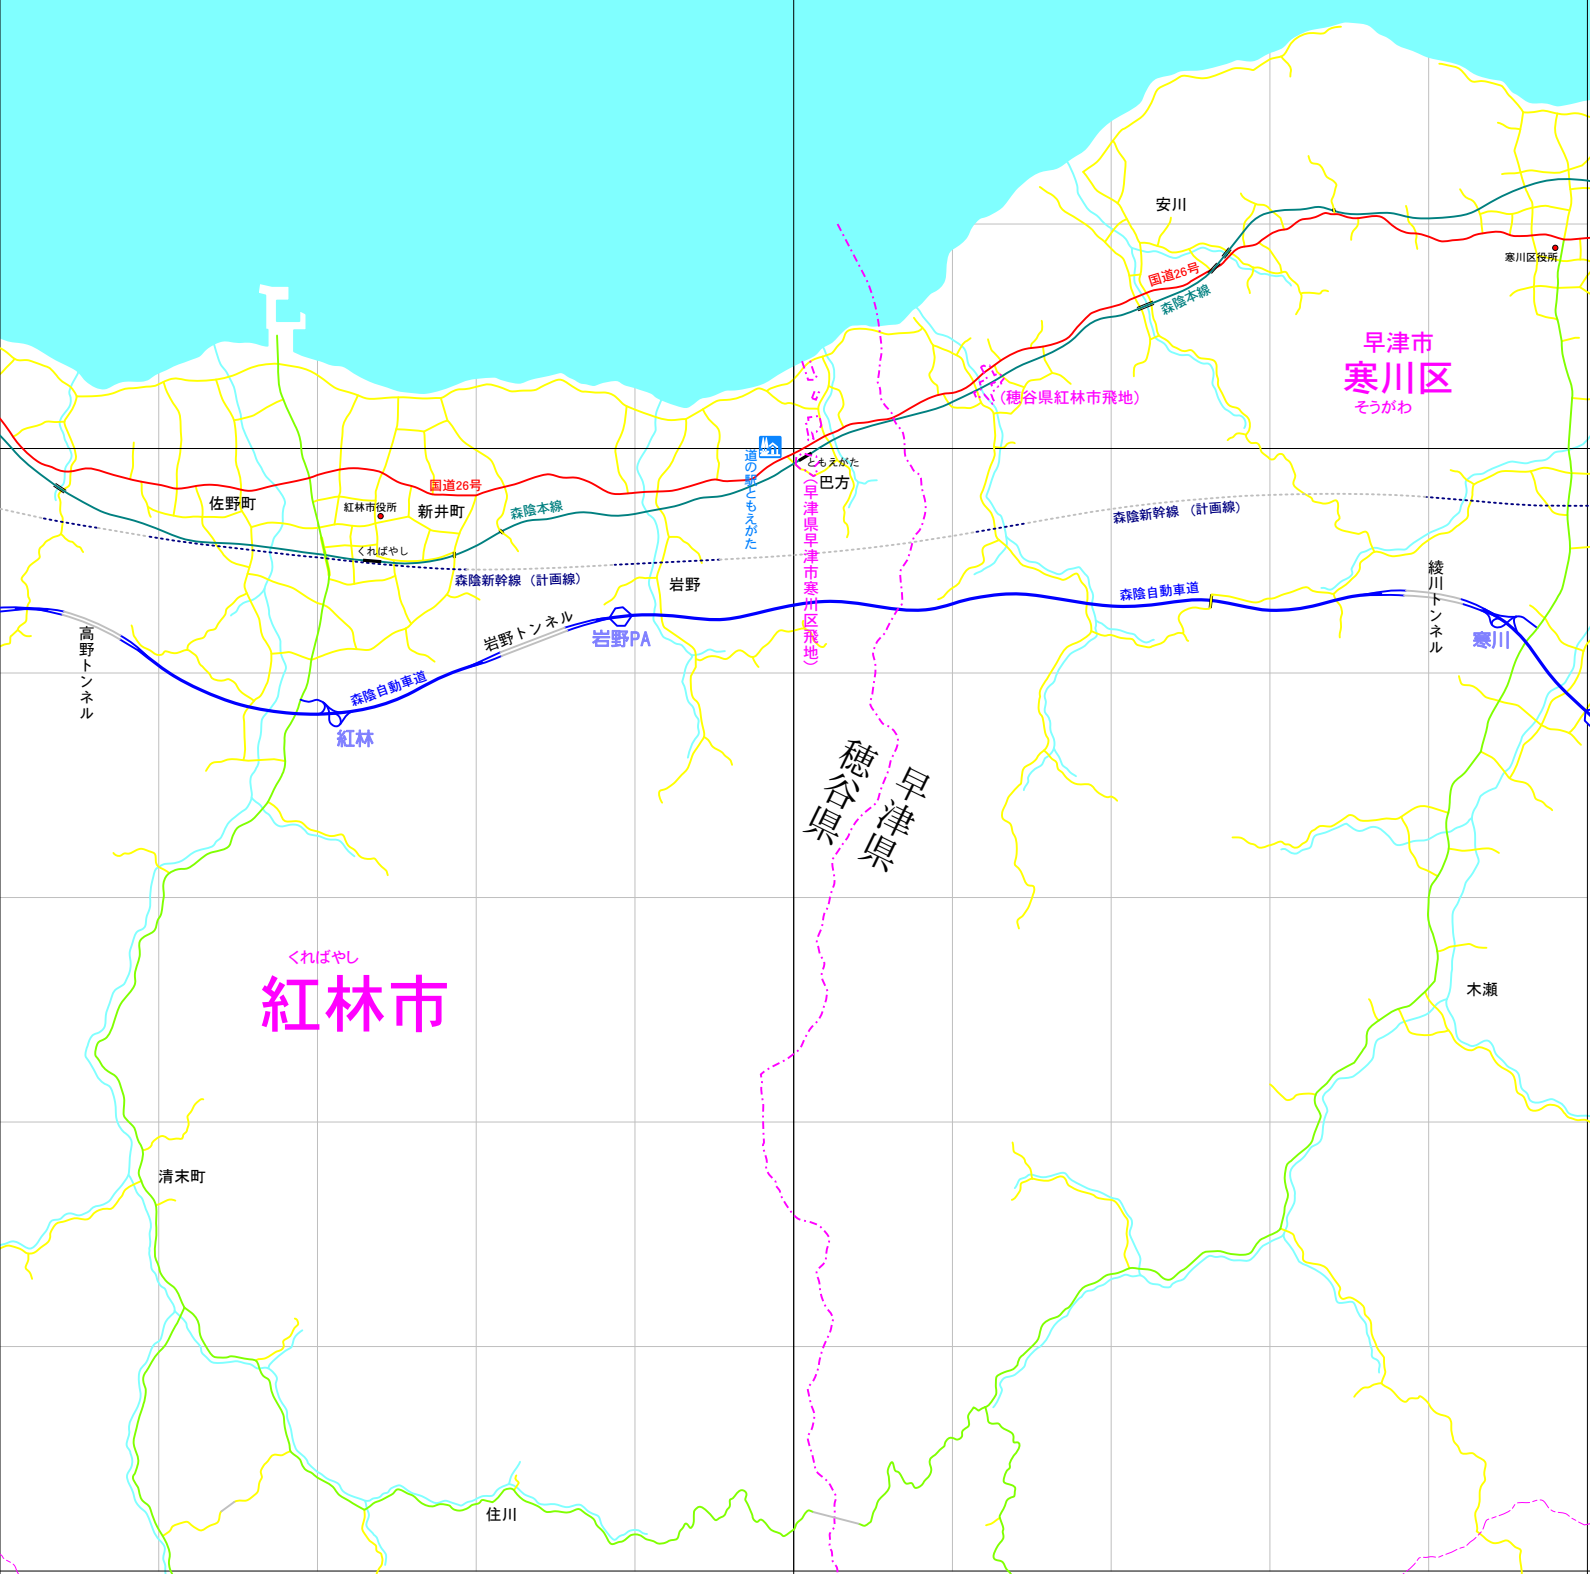 安川
国道26号
森陰本線
寒川区役所
早津市
寒川区
そうがわ
(穂谷県紅林市飛地)
道の駅ともえがた
ともえがた
巴方
(早津県早津市寒川区飛地)
国道26号
佐野町
紅林市役所
新井町
森陰本線
くればやし
森陰新幹線 (計画線)
森陰新幹線 (計画線)
岩野
綾川トンネル
森陰自動車道
高野トンネル
岩野トンネル
岩野PA
寒川
森陰自動車道
紅林
穂谷県
早津県
くればやし
紅林市
木瀬
清末町
住川